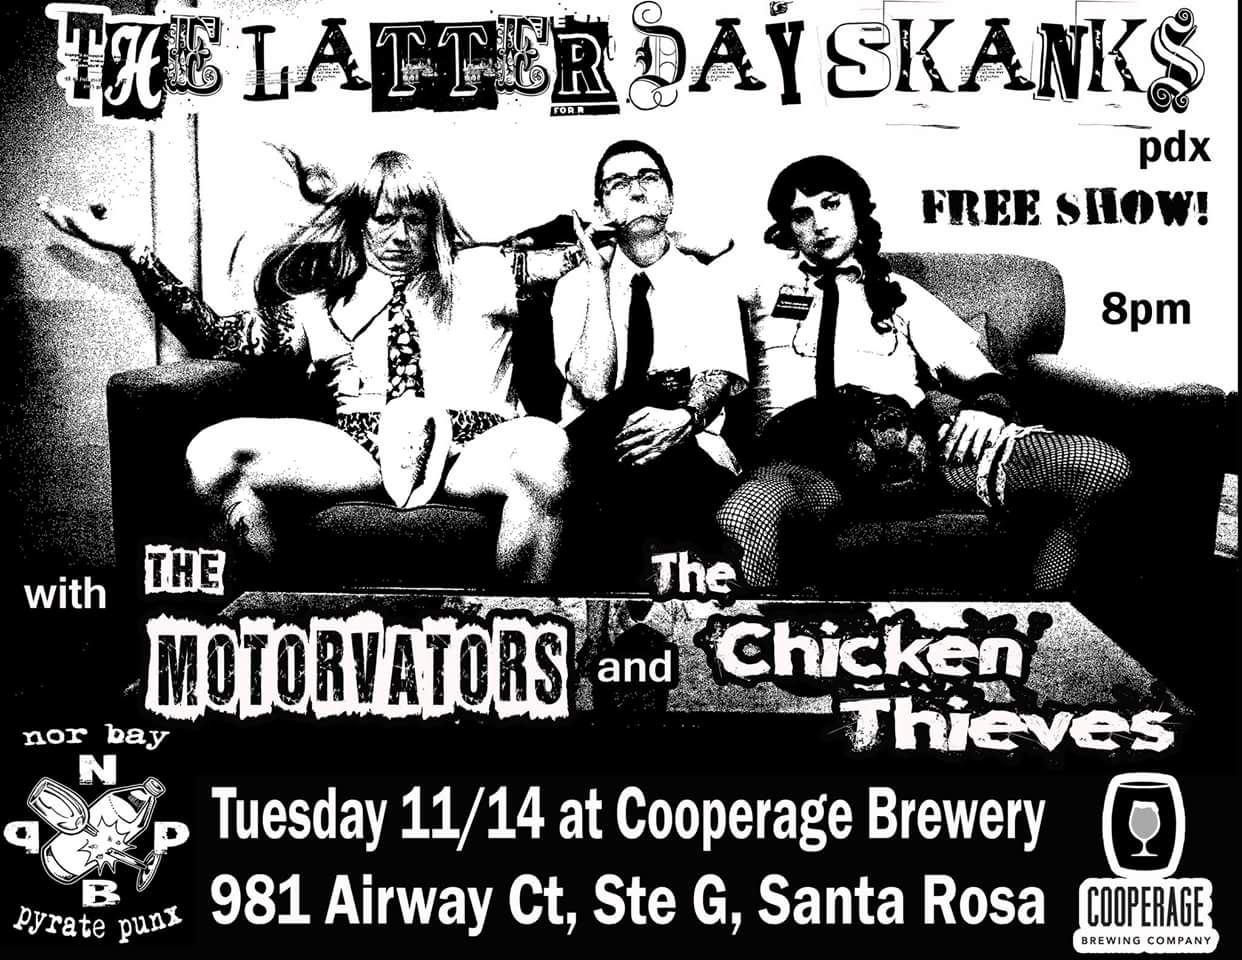 THE LATTER DAY SKANKS
pdx
FREE SHOW!
8pm
with
THE
MOTORVATORS
and
The
Chicken
Thieves
nor bay
N
P P
B
pyrate punx
Tuesday 11/14 at Cooperage Brewery
981 Airway Ct, Ste G, Santa Rosa
COOPERAGE
BREWING COMPANY